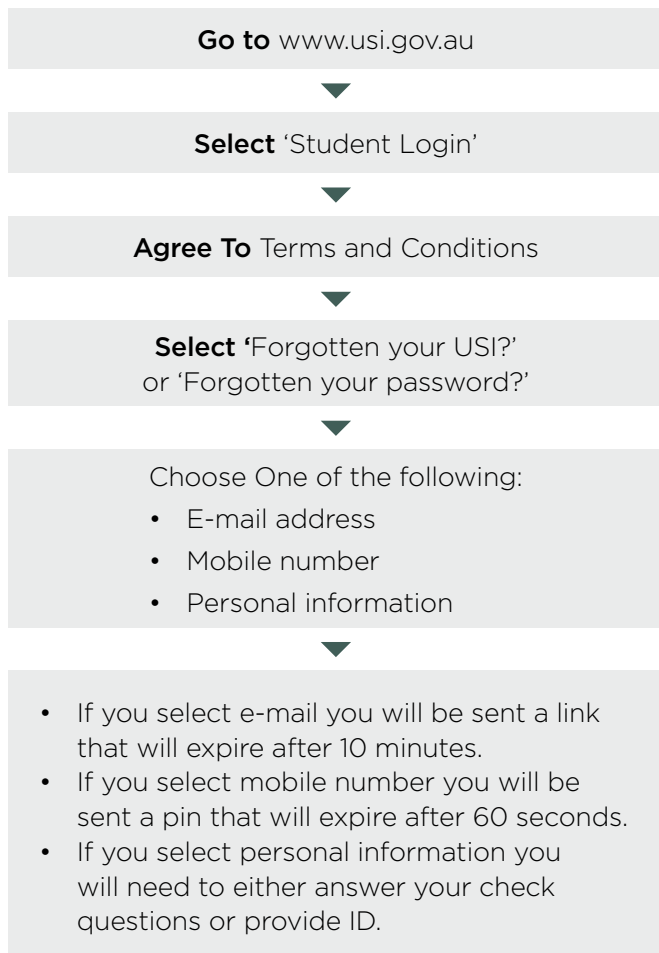 Go to www.usi.gov.au
Select ‘Student Login’
Agree To Terms and Conditions
Select ‘Forgotten your USI?’
or ‘Forgotten your password?’
Choose One of the following:
• E-mail address
• Mobile number
• Personal information
• If you select e-mail you will be sent a link
that will expire after 10 minutes.
• If you select mobile number you will be
sent a pin that will expire after 60 seconds.
• If you select personal information you
will need to either answer your check
questions or provide ID.